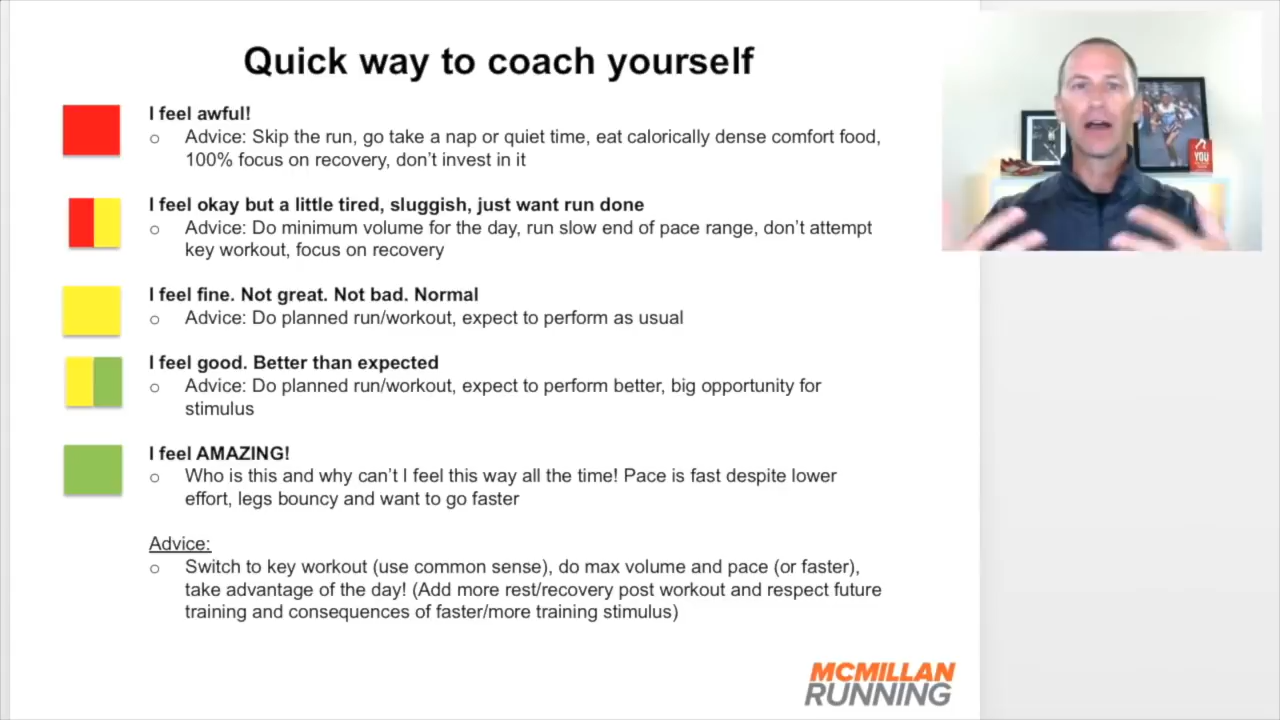 Quick way to coach yourself
I feel awful!
o Advice: Skip the run, go take a nap or quiet time, eat calorically dense comfort food,
100% focus on recovery, don’t invest in it
I feel okay but a little tired, sluggish, just want run done
o Advice: Do minimum volume for the day, run slow end of pace range, don’t attempt
key workout, focus on recovery
I feel fine. Not great. Not bad. Normal
o Advice: Do planned run/workout, expect to perform as usual
I feel good. Better than expected
o Advice: Do planned run/workout, expect to perform better, big opportunity for
stimulus
I feel AMAZING!
o Who is this and why can’t I feel this way all the time! Pace is fast despite lower
effort, legs bouncy and want to go faster
Advice:
o Switch to key workout (use common sense), do max volume and pace (or faster),
take advantage of the day! (Add more rest/recovery post workout and respect future
training and consequences of faster/more training stimulus)
MCMILLAN
RUNNING
YOU